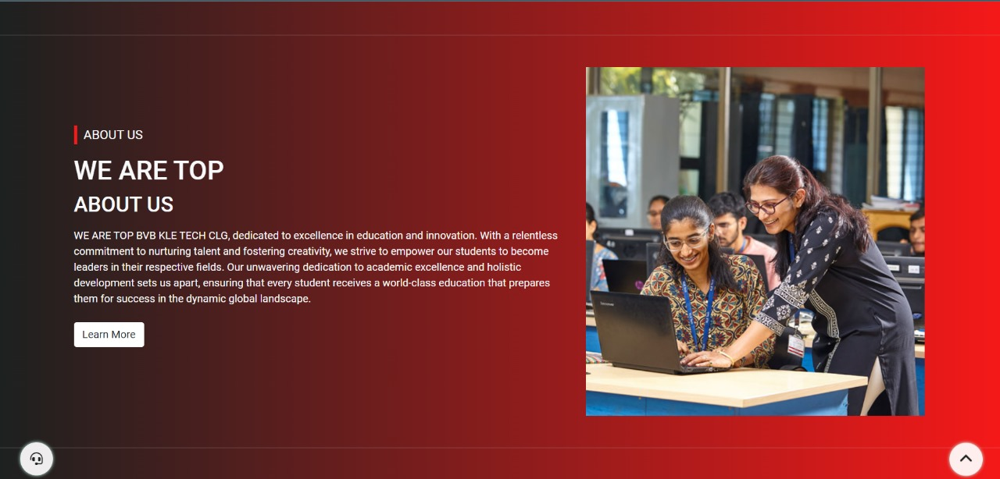 ABOUT US
WE ARE TOP
ABOUT US
WE ARE TOP BVB KLE TECH CLG, dedicated to excellence in education and innovation. With a relentless
commitment to nurturing talent and fostering creativity, we strive to empower our students to become
leaders in their respective fields. Our unwavering dedication to academic excellence and holistic
development sets us apart, ensuring that every student receives a world-class education that prepares
them for success in the dynamic global landscape.
Learn More